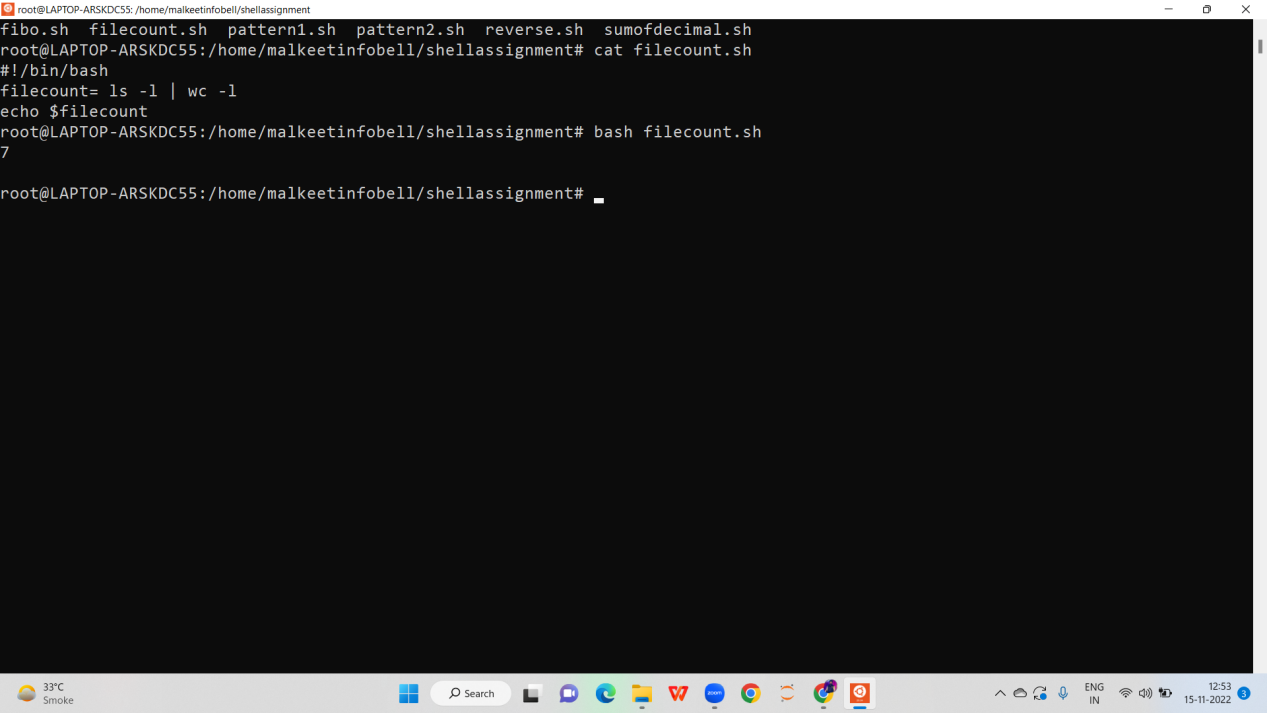 root@LAPTOP-ARSKDC55: /home/malkeetinfobell/shellassignment
fibo.sh  filecount.sh  pattern1.sh  pattern2.sh  reverse.sh  sumofdecimal.sh
root@LAPTOP-ARSKDC55:/home/malkeetinfobell/shellassignment# cat filecount.sh
#!/bin/bash
filecount= ls -l | wc -l
echo $filecount
root@LAPTOP-ARSKDC55:/home/malkeetinfobell/shellassignment# bash filecount.sh
7
root@LAPTOP-ARSKDC55:/home/malkeetinfobell/shellassignment#
33°C
Smoke
Search
zoom
ENG
IN
12:53
15-11-2022
3